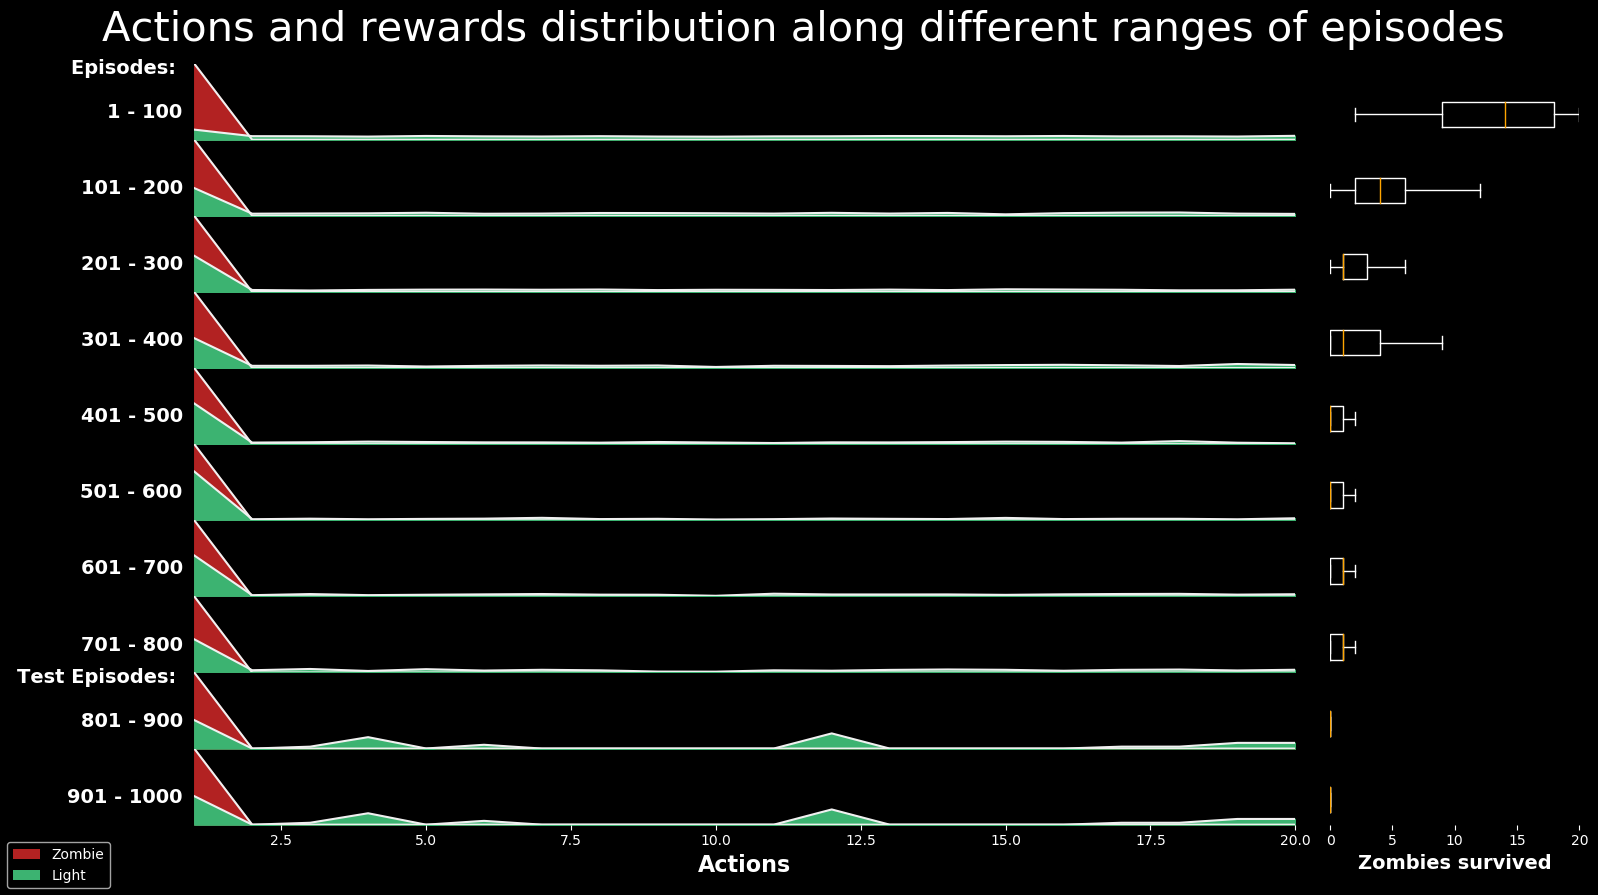 Actions and rewards distribution along different ranges of episodes
Episodes:
1 - 100
101 - 200
201 - 300
301 - 400
401 - 500
501 - 600
601 - 700
701 - 800
Test Episodes:
801 - 900
901 - 1000
2.5 5.0 7.5 10.0 12.5 15.0 17.5 20.0
Actions
0 5 10 15 20
Zombies survived
Zombie
Light